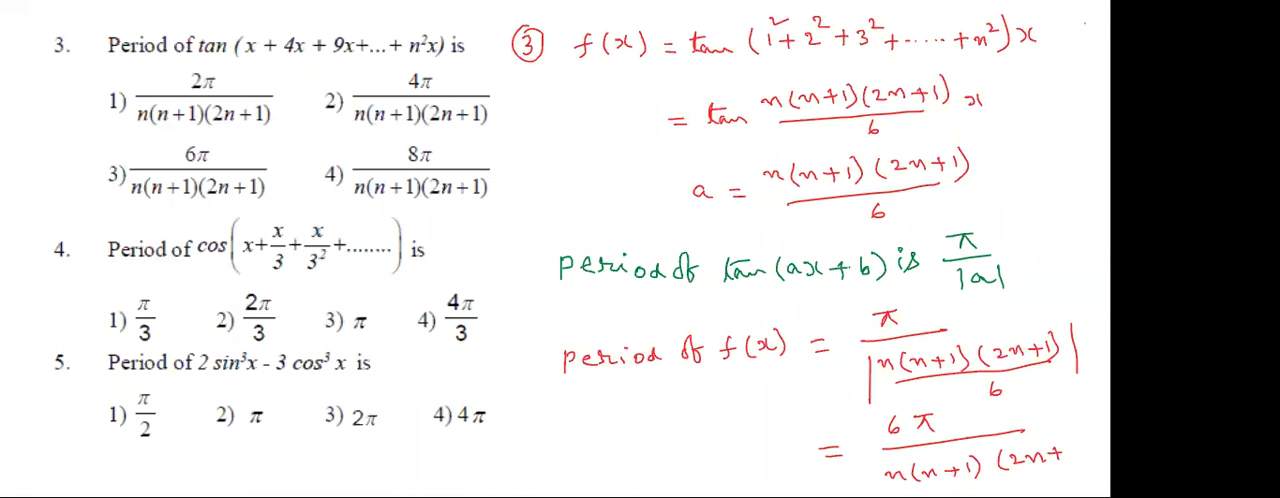 3. Period of tan (x + 4x + 9x+...+ n²x) is
1) 2π / n(n+1)(2n+1) 2) 4π / n(n+1)(2n+1)
3) 6π / n(n+1)(2n+1) 4) 8π / n(n+1)(2n+1)
4. Period of cos(x+x/3+x/3²+........) is
1) π/3 2) 2π/3 3) π 4) 4π/3
5. Period of 2 sin³x - 3 cos³ x is
1) π/2 2) π 3) 2π 4) 4π
③ f(x) = tan (1²+2²+3²+......+n²)x
= tan n(n+1)(2n+1)/6 x
a = n(n+1)(2n+1)/6
period of tan(ax+b) is π/|a|
period of f(x) = π/|n(n+1)(2n+1)/6|
= 6π / n(n+1)(2n+